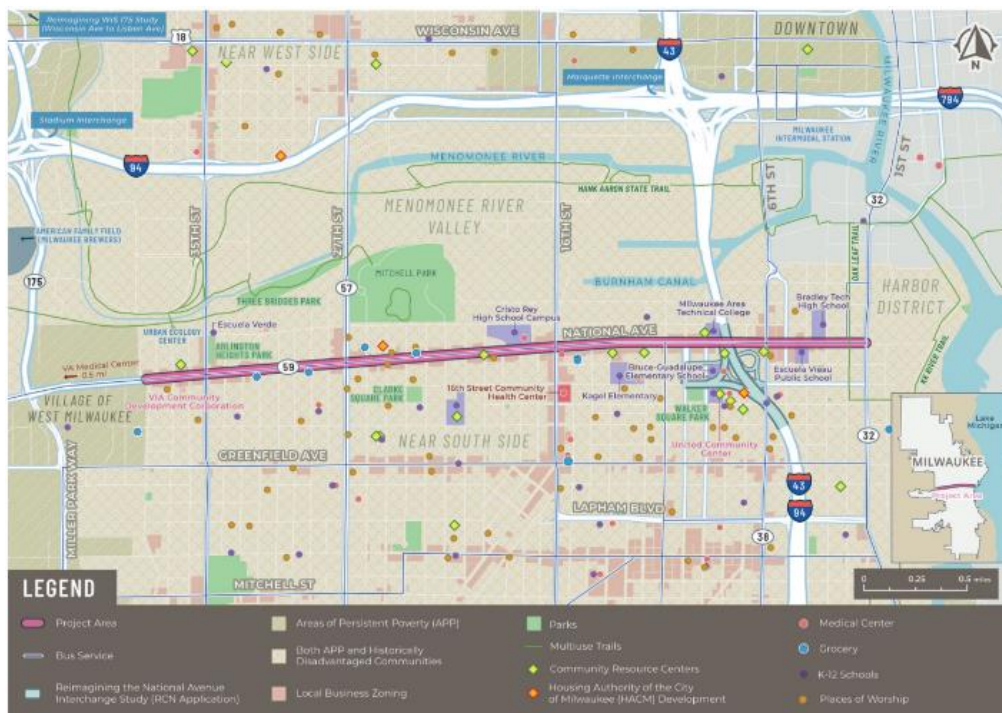 Reimagining WIS 175 Study
(Wisconsin Ave to Lisbon Ave)
18
NEAR WEST SIDE
WISCONSIN AVE
43
DOWNTOWN
N
Stadium Interchange
Marquette Interchange
794
94
MILWAUKEE
INTERMODAL STATION
MILWAUKEE
RIVER
1ST ST
MENOMONEE RIVER
HANK AARON STATE TRAIL
6TH ST
32
35TH ST
27TH ST
16TH ST
MENOMONEE RIVER
VALLEY
AMERICAN FAMILY FIELD
(MILWAUKEE BREWERS)
175
57
MITCHELL PARK
BURNHAM CANAL
OAK LEAF TRAIL
HARBOR
DISTRICT
THREE BRIDGES PARK
Cristo Rey
High School Campus
Milwaukee Area
Technical College
Bradley Tech
High School
Escuela Verde
URBAN ECOLOGY
CENTER
ARLINGTON
HEIGHTS PARK
NATIONAL AVE
KK RIVER TRAIL
VA Medical Center
0.5 mi
59
VIA Community
Development Corporation
VILLAGE OF
WEST MILWAUKEE
CLARKE
SQUARE PARK
16th Street Community
Health Center
Bruce-Guadalupe
Elementary School
Kagel Elementary
Escuela Vieau
Public School
WALKER
SQUARE PARK
NEAR SOUTH SIDE
United Community
Center
32
GREENFIELD AVE
MILLER PARK WAY
LAPHAM BLVD
43
94
38
MITCHELL ST
Lake
Michigan
MILWAUKEE
Project Area
0 0.25 0.5 miles
LEGEND
Project Area
Bus Service
Reimagining the National Avenue
Interchange Study (RCN Application)
Areas of Persistent Poverty (APP)
Both APP and Historically
Disadvantaged Communities
Local Business Zoning
Parks
Multiuse Trails
Community Resource Centers
Housing Authority of the City
of Milwaukee (HACM) Development
Medical Center
Grocery
K-12 Schools
Places of Worship